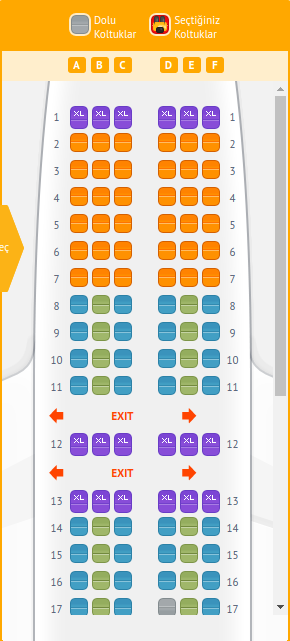 Dolu
Koltuklar
Seçtiğiniz
Koltuklar
A B C D E F
1 XL XL XL XL XL XL 1
2 2
3 3
4 4
5 5
6 6
7 7
eç
8 8
9 9
10 10
11 11
EXIT
12 XL XL XL XL XL XL 12
EXIT
13 XL XL XL XL XL XL 13
14 14
15 15
16 16
17 17